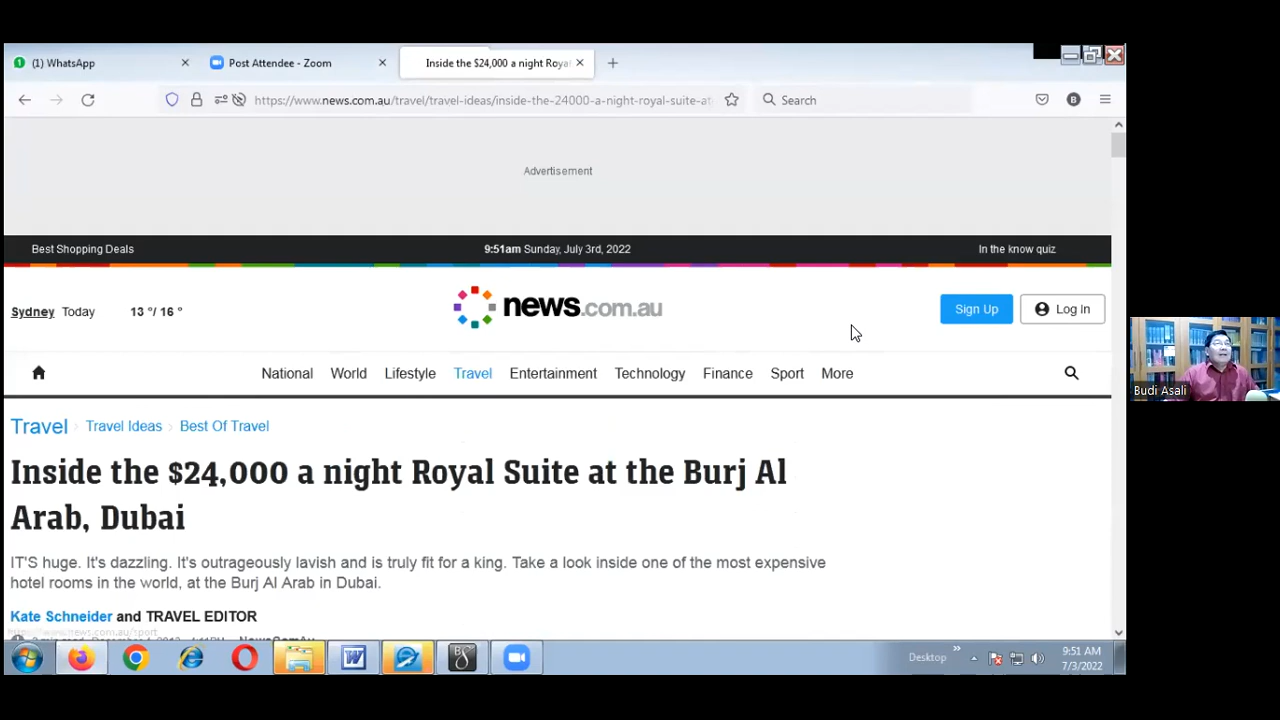 (1) WhatsApp
Post Attendee - Zoom
Inside the $24,000 a night Roya
https://www.news.com.au/travel/travel-ideas/inside-the-24000-a-night-royal-suite-at
Search
B
Advertisement
Best Shopping Deals
9:51am Sunday, July 3rd, 2022
In the know quiz
Sydney Today 13 °/ 16 °
news.com.au
Sign Up
Log In
National World Lifestyle Travel Entertainment Technology Finance Sport More
Travel Travel Ideas Best Of Travel
Inside the $24,000 a night Royal Suite at the Burj Al
Arab, Dubai
IT'S huge. It's dazzling. It's outrageously lavish and is truly fit for a king. Take a look inside one of the most expensive
hotel rooms in the world, at the Burj Al Arab in Dubai.
Kate Schneider and TRAVEL EDITOR
Budi Asali
Desktop
9:51 AM
7/3/2022